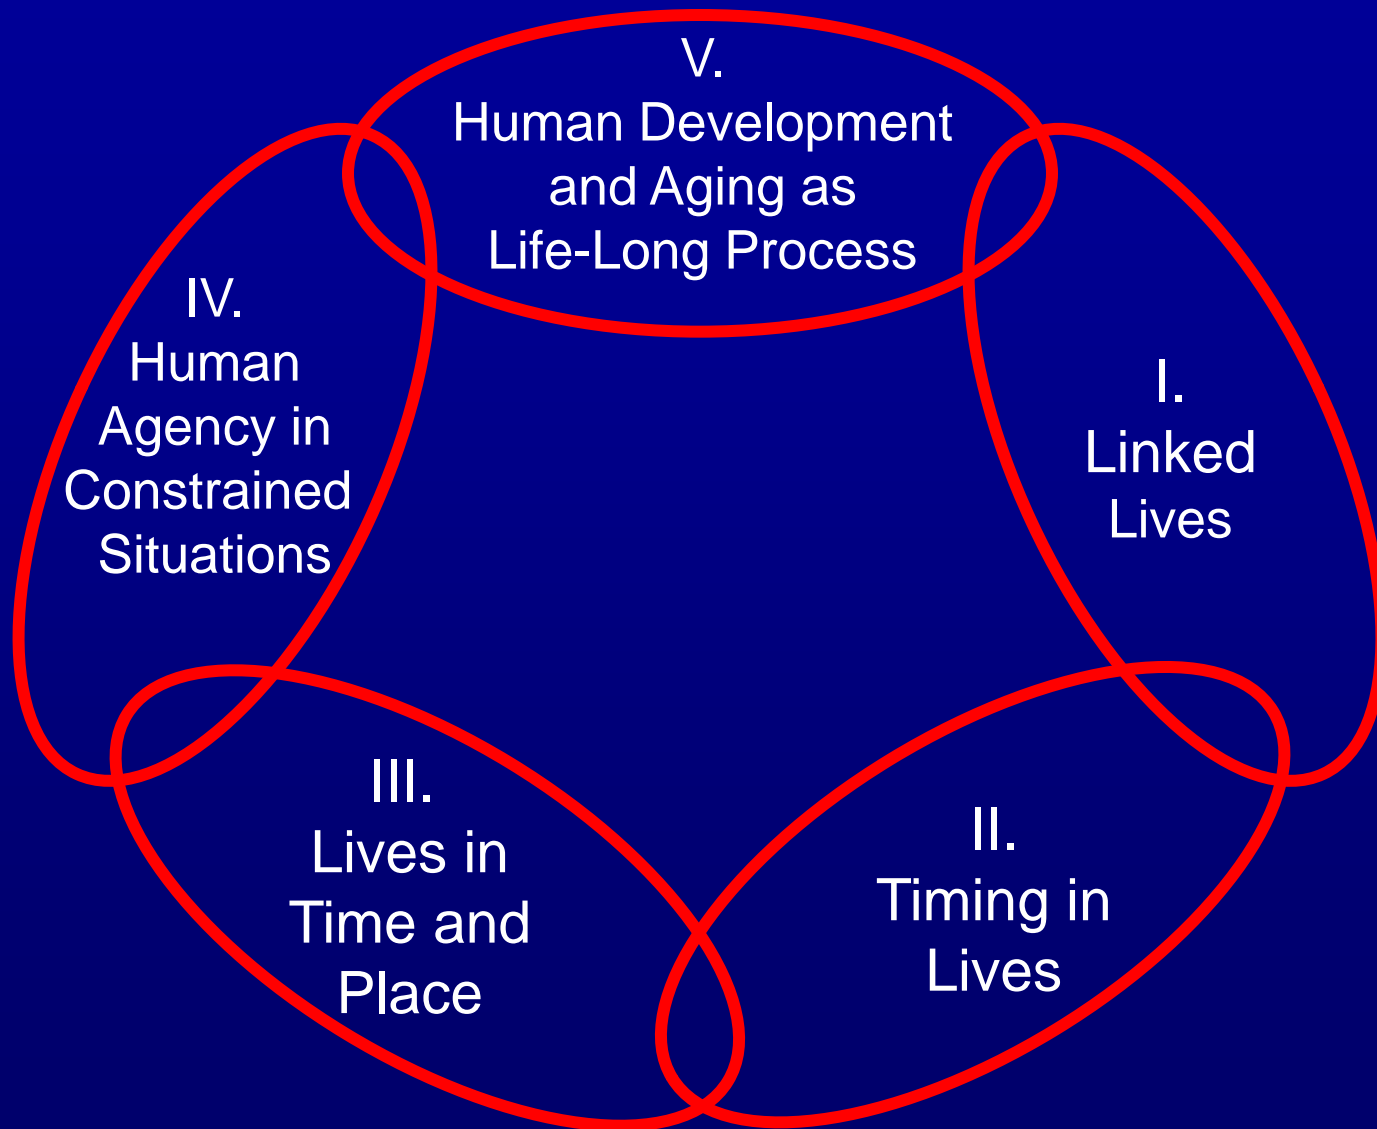 V.
Human Development
and Aging as
Life-Long Process
I.
Linked
Lives
II.
Timing in
Lives
III.
Lives in
Time and
Place
IV.
Human
Agency in
Constrained
Situations